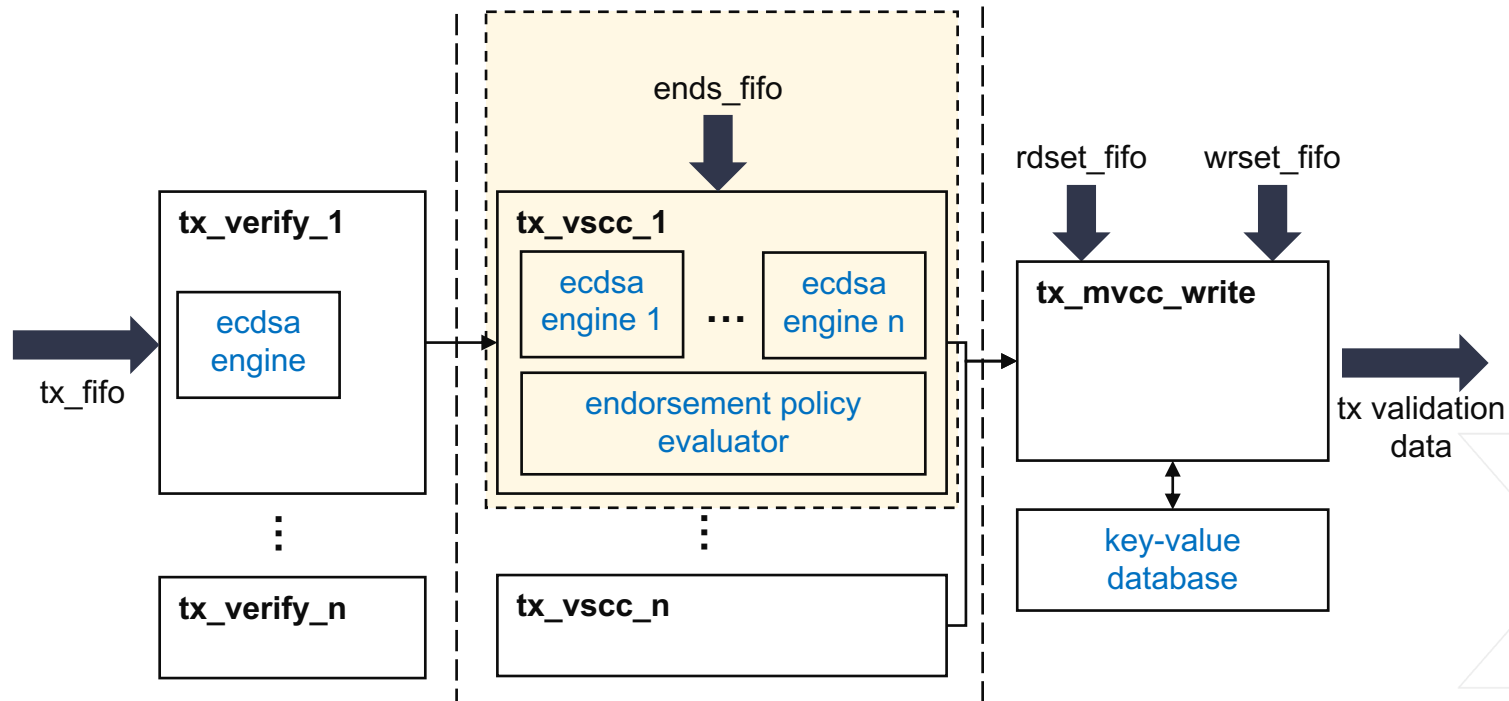 ends_fifo
rdset_fifo
wrset_fifo
tx_verify_1
ecdsa
engine
tx_fifo
tx_vscc_1
ecdsa
engine 1
...
ecdsa
engine n
endorsement policy
evaluator
tx_mvcc_write
tx validation
data
key-value
database
tx_verify_n
tx_vscc_n